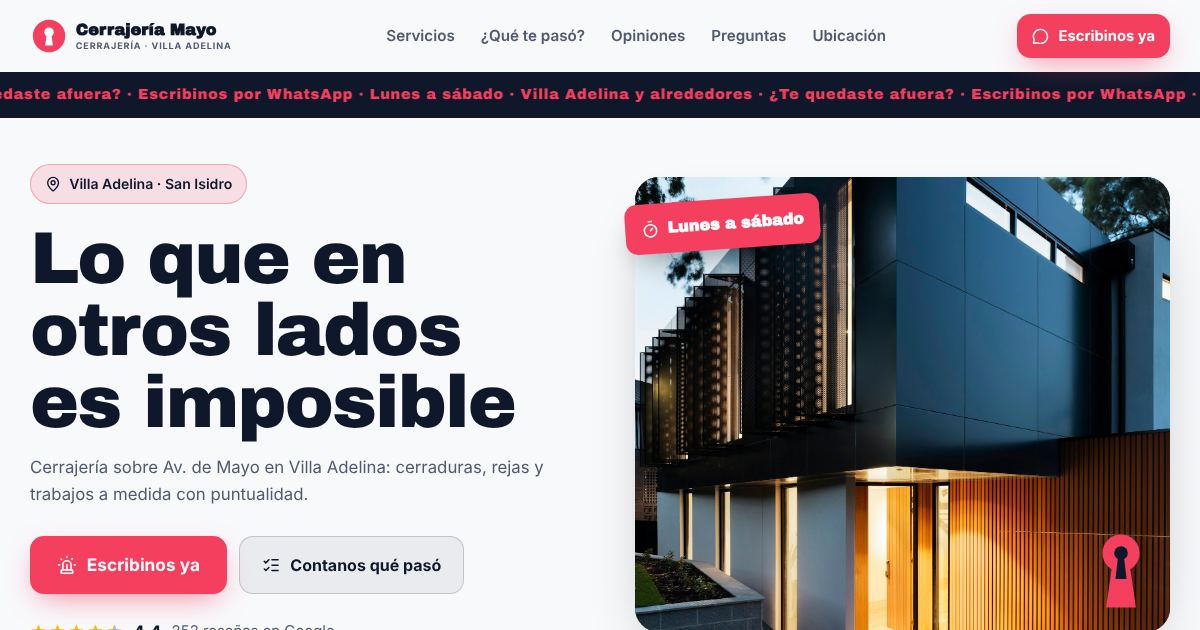 Cerrajería Mayo
CERRAJERÍA · VILLA ADELINA
Servicios
¿Qué te pasó?
Opiniones
Preguntas
Ubicación
Escribinos ya
afuera? · Escribinos por WhatsApp · Lunes a sábado · Villa Adelina y alrededores · ¿Te quedaste afuera? · Escribinos por WhatsApp ·
Villa Adelina · San Isidro
Lunes a sábado
Lo que en
otros lados
es imposible
Cerrajería sobre Av. de Mayo en Villa Adelina: cerraduras, rejas y
trabajos a medida con puntualidad.
Escribinos ya
Contanos qué pasó